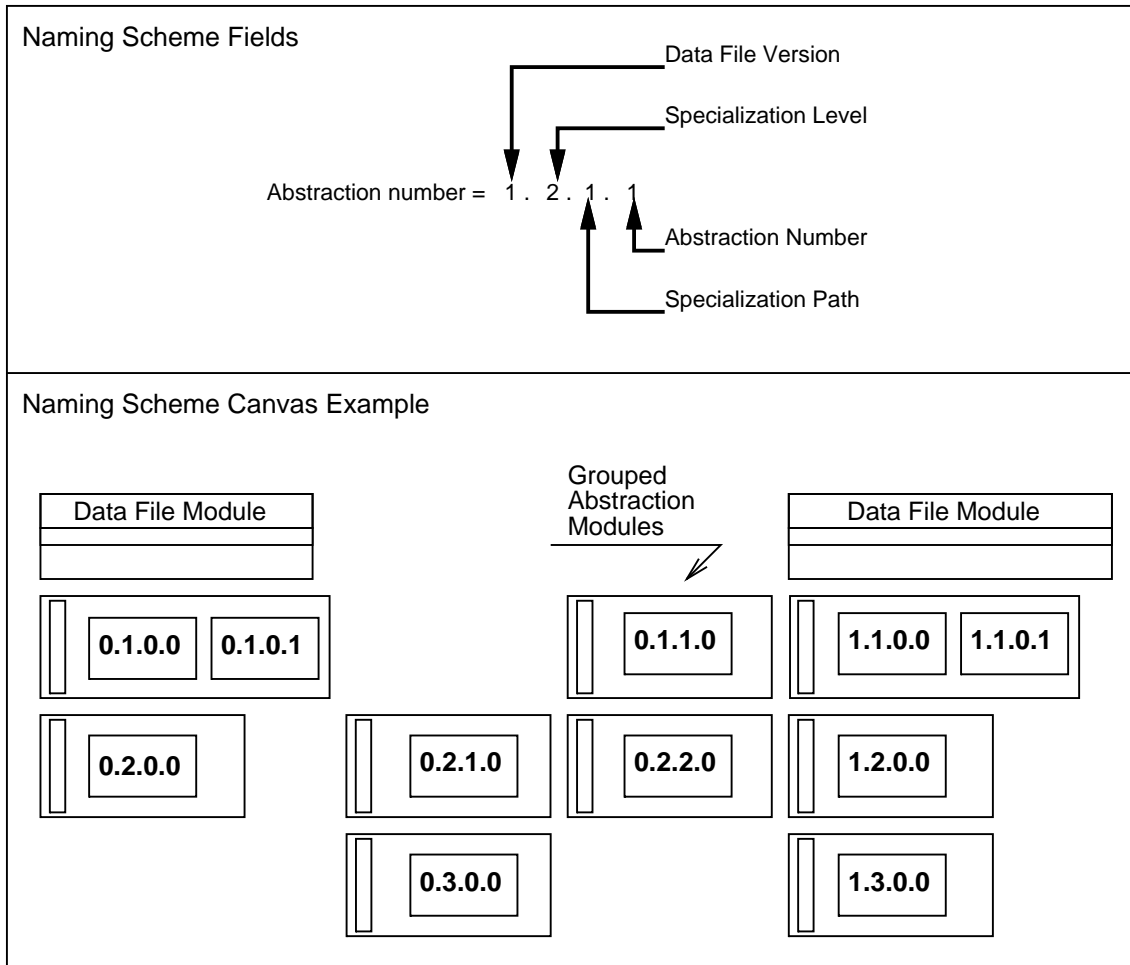 Naming Scheme Fields
Data File Version
Specialization Level
Abstraction number = 1 . 2 . 1 . 1
Abstraction Number
Specialization Path
Naming Scheme Canvas Example
Grouped
Abstraction
Modules
Data File Module
Data File Module
0.1.0.0 0.1.0.1 0.1.1.0 1.1.0.0 1.1.0.1
0.2.0.0 0.2.1.0 0.2.2.0 1.2.0.0
0.3.0.0 1.3.0.0